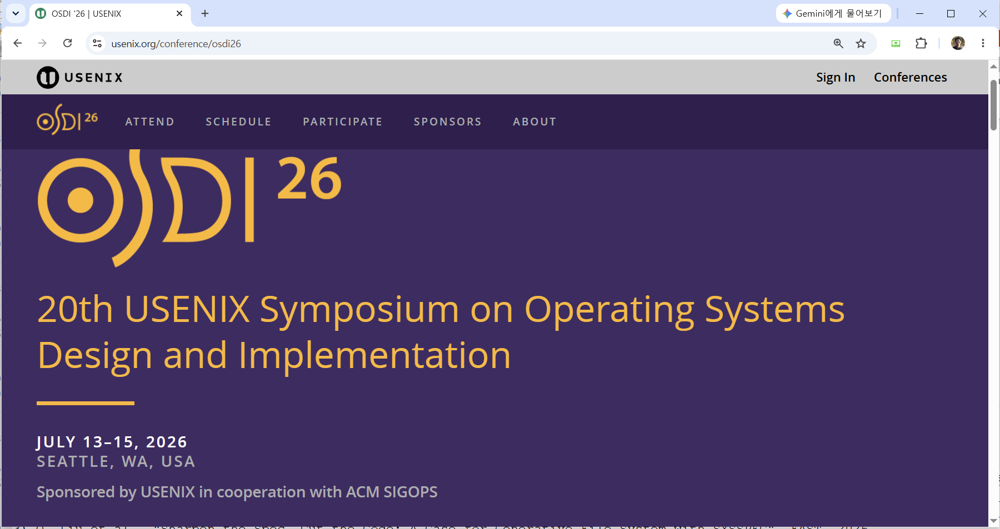 OSDI '26 | USENIX
Gemini에게 물어보기
usenix.org/conference/osdi26
USENIX
Sign In
Conferences
OSDI 26
ATTEND
SCHEDULE
PARTICIPATE
SPONSORS
ABOUT
OSDI 26
20th USENIX Symposium on Operating Systems
Design and Implementation
JULY 13–15, 2026
SEATTLE, WA, USA
Sponsored by USENIX in cooperation with ACM SIGOPS